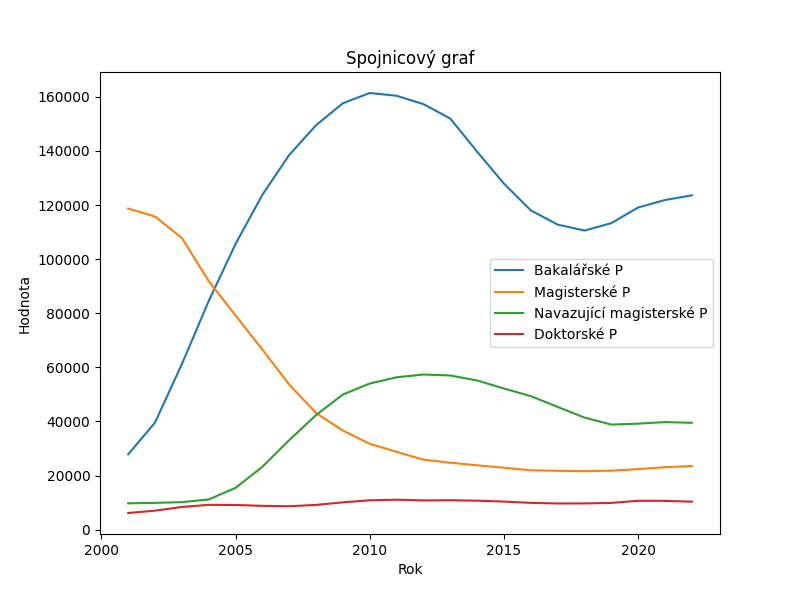 Spojnicový graf
160000
140000
120000
100000
80000
60000
40000
20000
0
Hodnota
Bakalářské P
Magisterské P
Navazující magisterské P
Doktorské P
2000
2005
2010
2015
2020
Rok